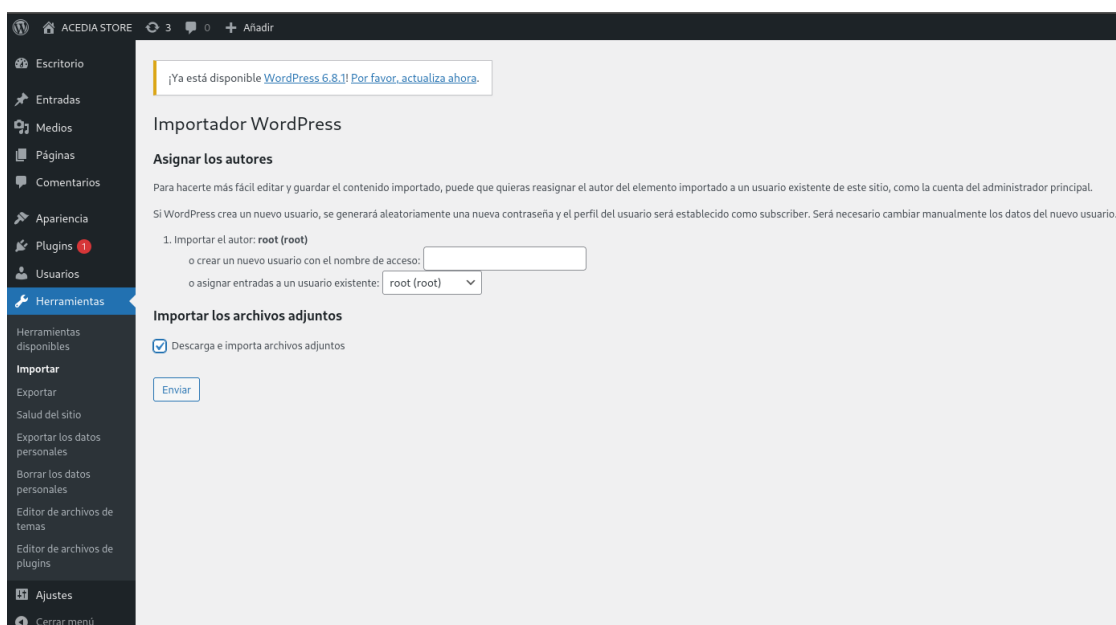 ACEDIA STORE 3 0 + Añadir
Escritorio
Entradas
Medios
Páginas
Comentarios
Apariencia
Plugins 1
Usuarios
Herramientas
Herramientas
disponibles
Importar
Exportar
Salud del sitio
Exportar los datos
personales
Borrar los datos
personales
Editor de archivos de
temas
Editor de archivos de
plugins
Ajustes
Cerrar menú
¡Ya está disponible WordPress 6.8.1! Por favor, actualiza ahora.
Importador WordPress
Asignar los autores
Para hacerte más fácil editar y guardar el contenido importado, puede que quieras reasignar el autor del elemento importado a un usuario existente de este sitio, como la cuenta del administrador principal.
Si WordPress crea un nuevo usuario, se generará aleatoriamente una nueva contraseña y el perfil del usuario será establecido como subscriber. Será necesario cambiar manualmente los datos del nuevo usuario.
1. Importar el autor: root (root)
o crear un nuevo usuario con el nombre de acceso:
o asignar entradas a un usuario existente: root (root)
Importar los archivos adjuntos
Descarga e importa archivos adjuntos
Enviar